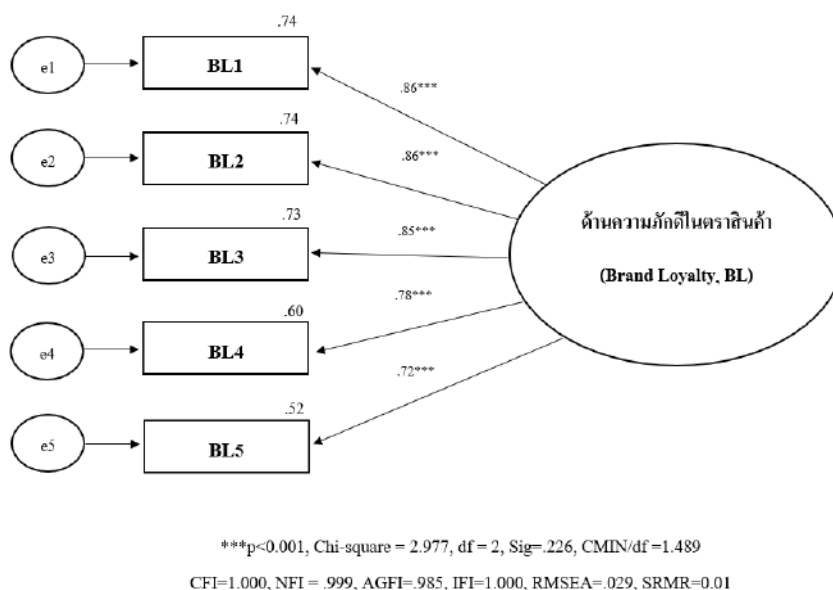 .74
e1
BL1
.86***
.74
e2
BL2
.86***
.73
e3
BL3
.85***
ด้านความภักดีในตราสินค้า
(Brand Loyalty, BL)
.60
e4
BL4
.78***
.52
e5
BL5
.72***
***p<0.001, Chi-square = 2.977, df = 2, Sig=.226, CMIN/df =1.489
CFI=1.000, NFI = .999, AGFI=.985, IFI=1.000, RMSEA=.029, SRMR=0.01